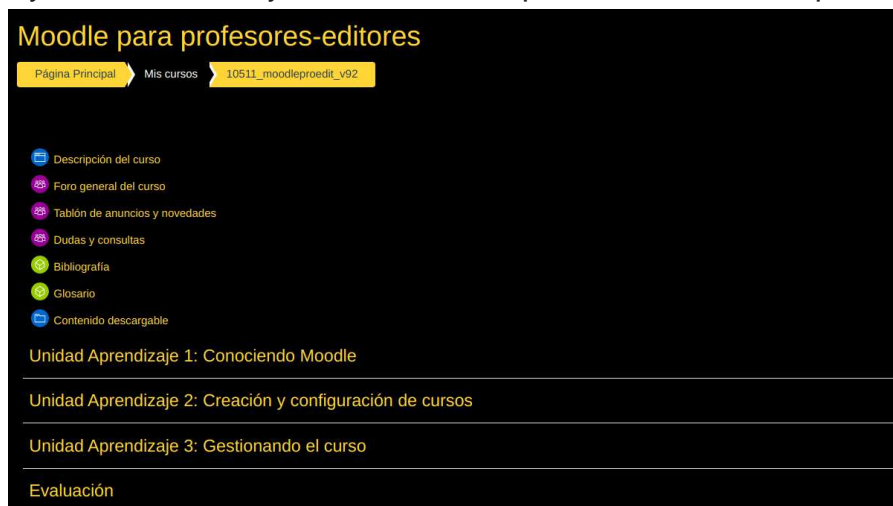 Moodle para profesores-editores
Página Principal Mis cursos 10511_moodleproedit_v92
Descripción del curso
Foro general del curso
Tablón de anuncios y novedades
Dudas y consultas
Bibliografía
Glosario
Contenido descargable
Unidad Aprendizaje 1: Conociendo Moodle
Unidad Aprendizaje 2: Creación y configuración de cursos
Unidad Aprendizaje 3: Gestionando el curso
Evaluación